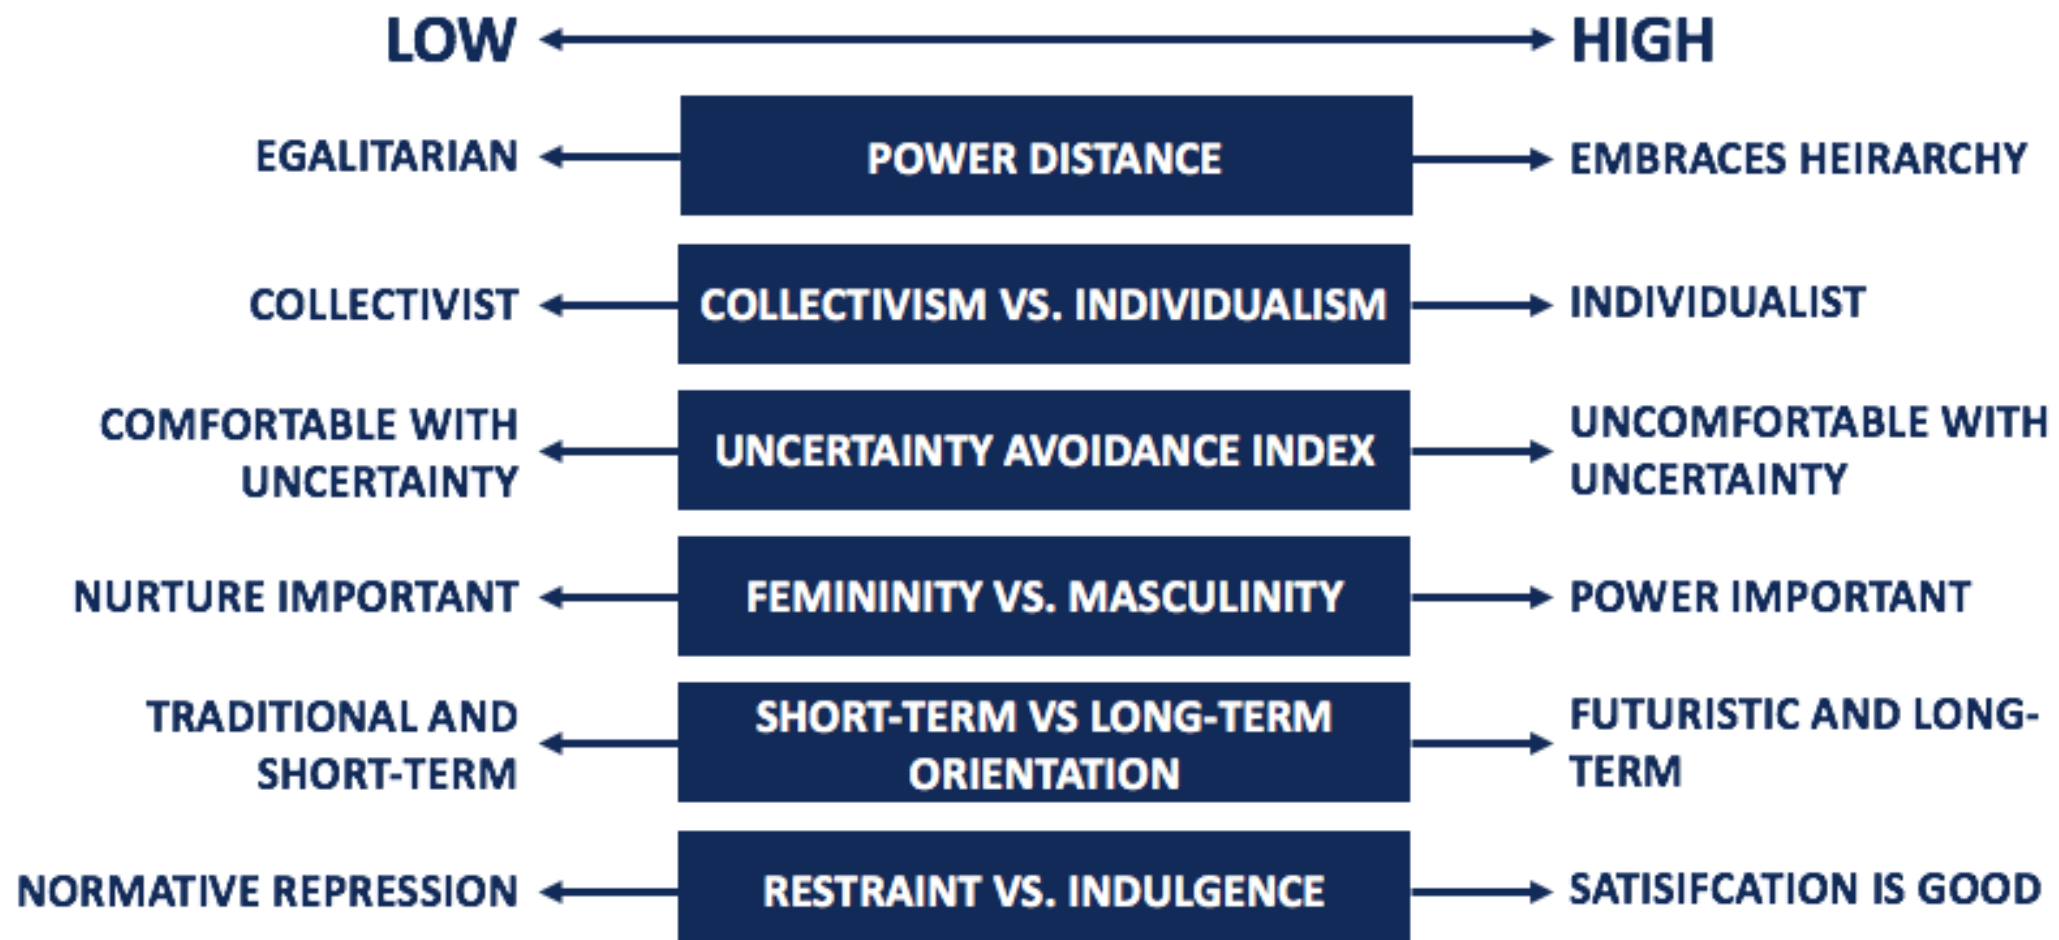 LOW HIGH
EGALITARIAN POWER DISTANCE EMBRACES HEIRARCHY
COLLECTIVIST COLLECTIVISM VS. INDIVIDUALISM INDIVIDUALIST
COMFORTABLE WITH
UNCERTAINTY
UNCERTAINTY AVOIDANCE INDEX
UNCOMFORTABLE WITH
UNCERTAINTY
NURTURE IMPORTANT FEMININITY VS. MASCULINITY POWER IMPORTANT
TRADITIONAL AND
SHORT-TERM
SHORT-TERM VS LONG-TERM
ORIENTATION
FUTURISTIC AND LONG-
TERM
NORMATIVE REPRESSION RESTRAINT VS. INDULGENCE SATISIFCATION IS GOOD